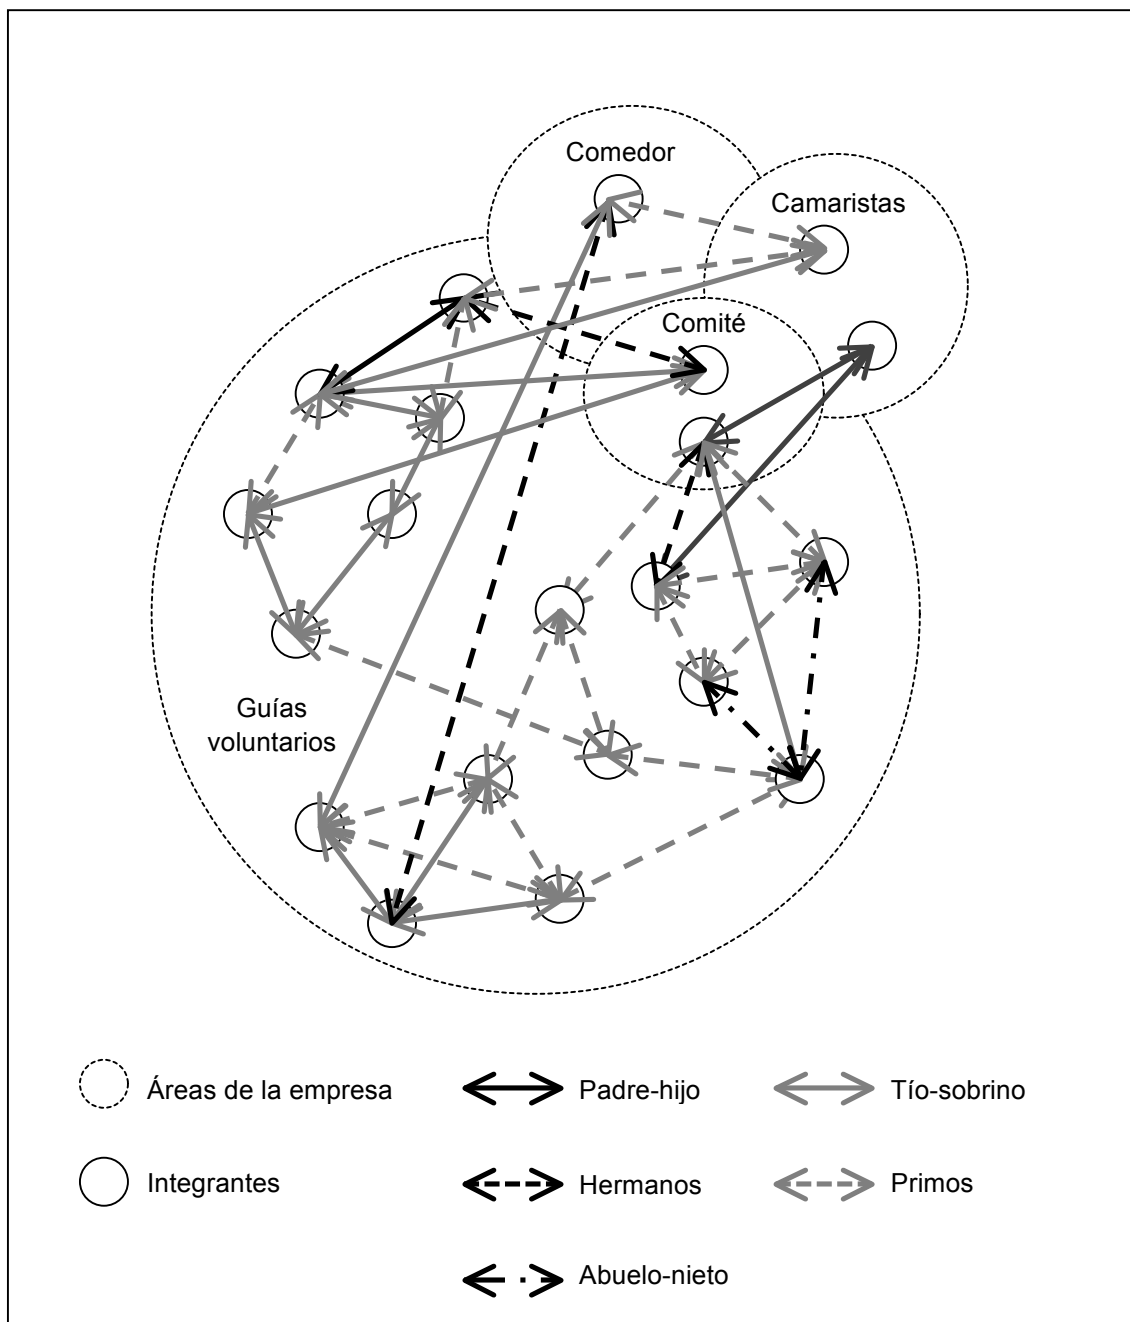 Comedor
Camaristas
Comité
Guías
voluntarios
Áreas de la empresa
Padre-hijo
Tío-sobrino
Integrantes
Hermanos
Primos
Abuelo-nieto